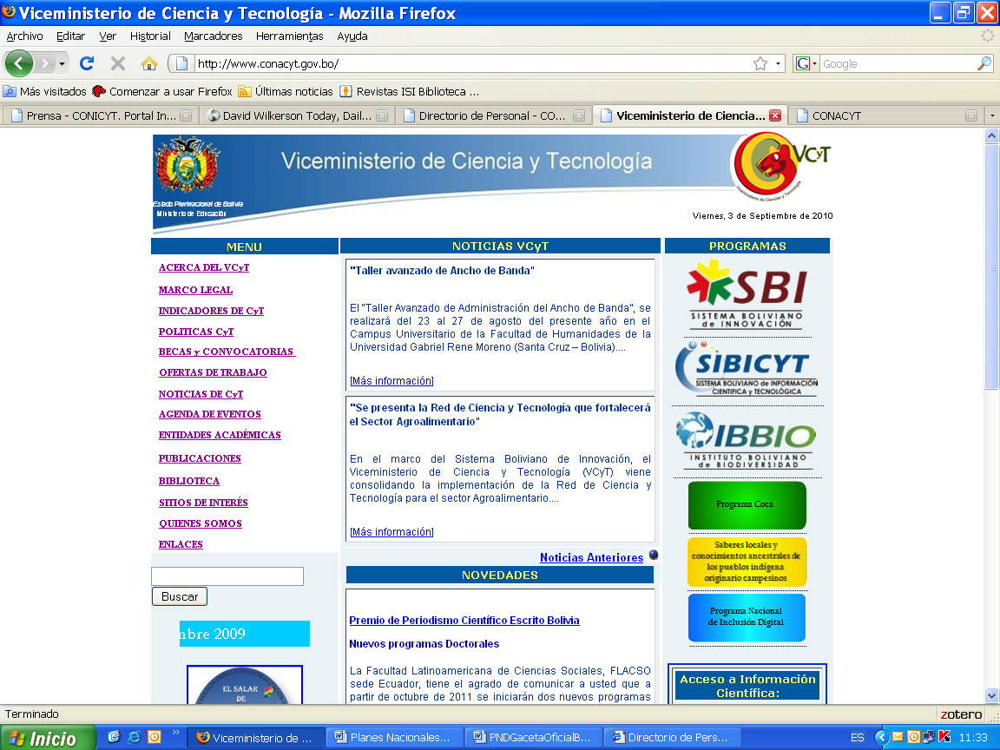 Viceministerio de Ciencia y Tecnología - Mozilla Firefox
Archivo Editar Ver Historial Marcadores Herramientas Ayuda
http://www.conacyt.gov.bo/
Google
Más visitados Comenzar a usar Firefox Últimas noticias Revistas ISI Biblioteca ...
Prensa - CONICYT. Portal In... David Wilkerson Today, Dail... Directorio de Personal - CO... Viceministerio de Ciencia... CONACYT
Viceministerio de Ciencia y Tecnología
VCyT
Viceministerio de Ciencia y Tecnología
Estado Plurinacional de Bolivia
Ministerio de Educación
Viernes, 3 de Septiembre de 2010
MENU
ACERCA DEL VCyT
MARCO LEGAL
INDICADORES DE CyT
POLITICAS CyT
BECAS y CONVOCATORIAS
OFERTAS DE TRABAJO
NOTICIAS DE CyT
AGENDA DE EVENTOS
ENTIDADES ACADÉMICAS
PUBLICACIONES
BIBLIOTECA
SITIOS DE INTERÉS
QUIENES SOMOS
ENLACES
Buscar
mbre 2009
EL SALAR
DE
NOTICIAS VCyT
"Taller avanzado de Ancho de Banda"
El "Taller Avanzado de Administración del Ancho de Banda", se
realizará del 23 al 27 de agosto del presente año en el
Campus Universitario de la Facultad de Humanidades de la
Universidad Gabriel Rene Moreno (Santa Cruz – Bolivia)....
[Más información]
"Se presenta la Red de Ciencia y Tecnología que fortalecerá
el Sector Agroalimentario"
En el marco del Sistema Boliviano de Innovación, el
Viceministerio de Ciencia y Tecnología (VCyT) viene
consolidando la implementación de la Red de Ciencia y
Tecnología para el sector Agroalimentario....
[Más información]
Noticias Anteriores
NOVEDADES
Premio de Periodismo Científico Escrito Bolivia
Nuevos programas Doctorales
La Facultad Latinoamericana de Ciencias Sociales, FLACSO
sede Ecuador, tiene el agrado de comunicar a usted que a
partir de octubre de 2011 se iniciarán dos nuevos programas
PROGRAMAS
SBI
SISTEMA BOLIVIANO
de INNOVACIÓN
SIBICYT
SISTEMA BOLIVIANO DE INFORMACIÓN
CIENTIFICA y TECNOLÓGICA
IBBIO
INSTITUTO BOLIVIANO
de BIODIVERSIDAD
Programa Coca
Saberes locales y
conocimientos ancestrales de
los pueblos indígena
originario campesinos
Programa Nacional
de Inclusión Digital
Acceso a Información
Científica:
Terminado
zotero
Inicio
Viceministerio de ... Planes Nacionales... PNDGacetaOficialB... Directorio de Pers...
ES 11:33